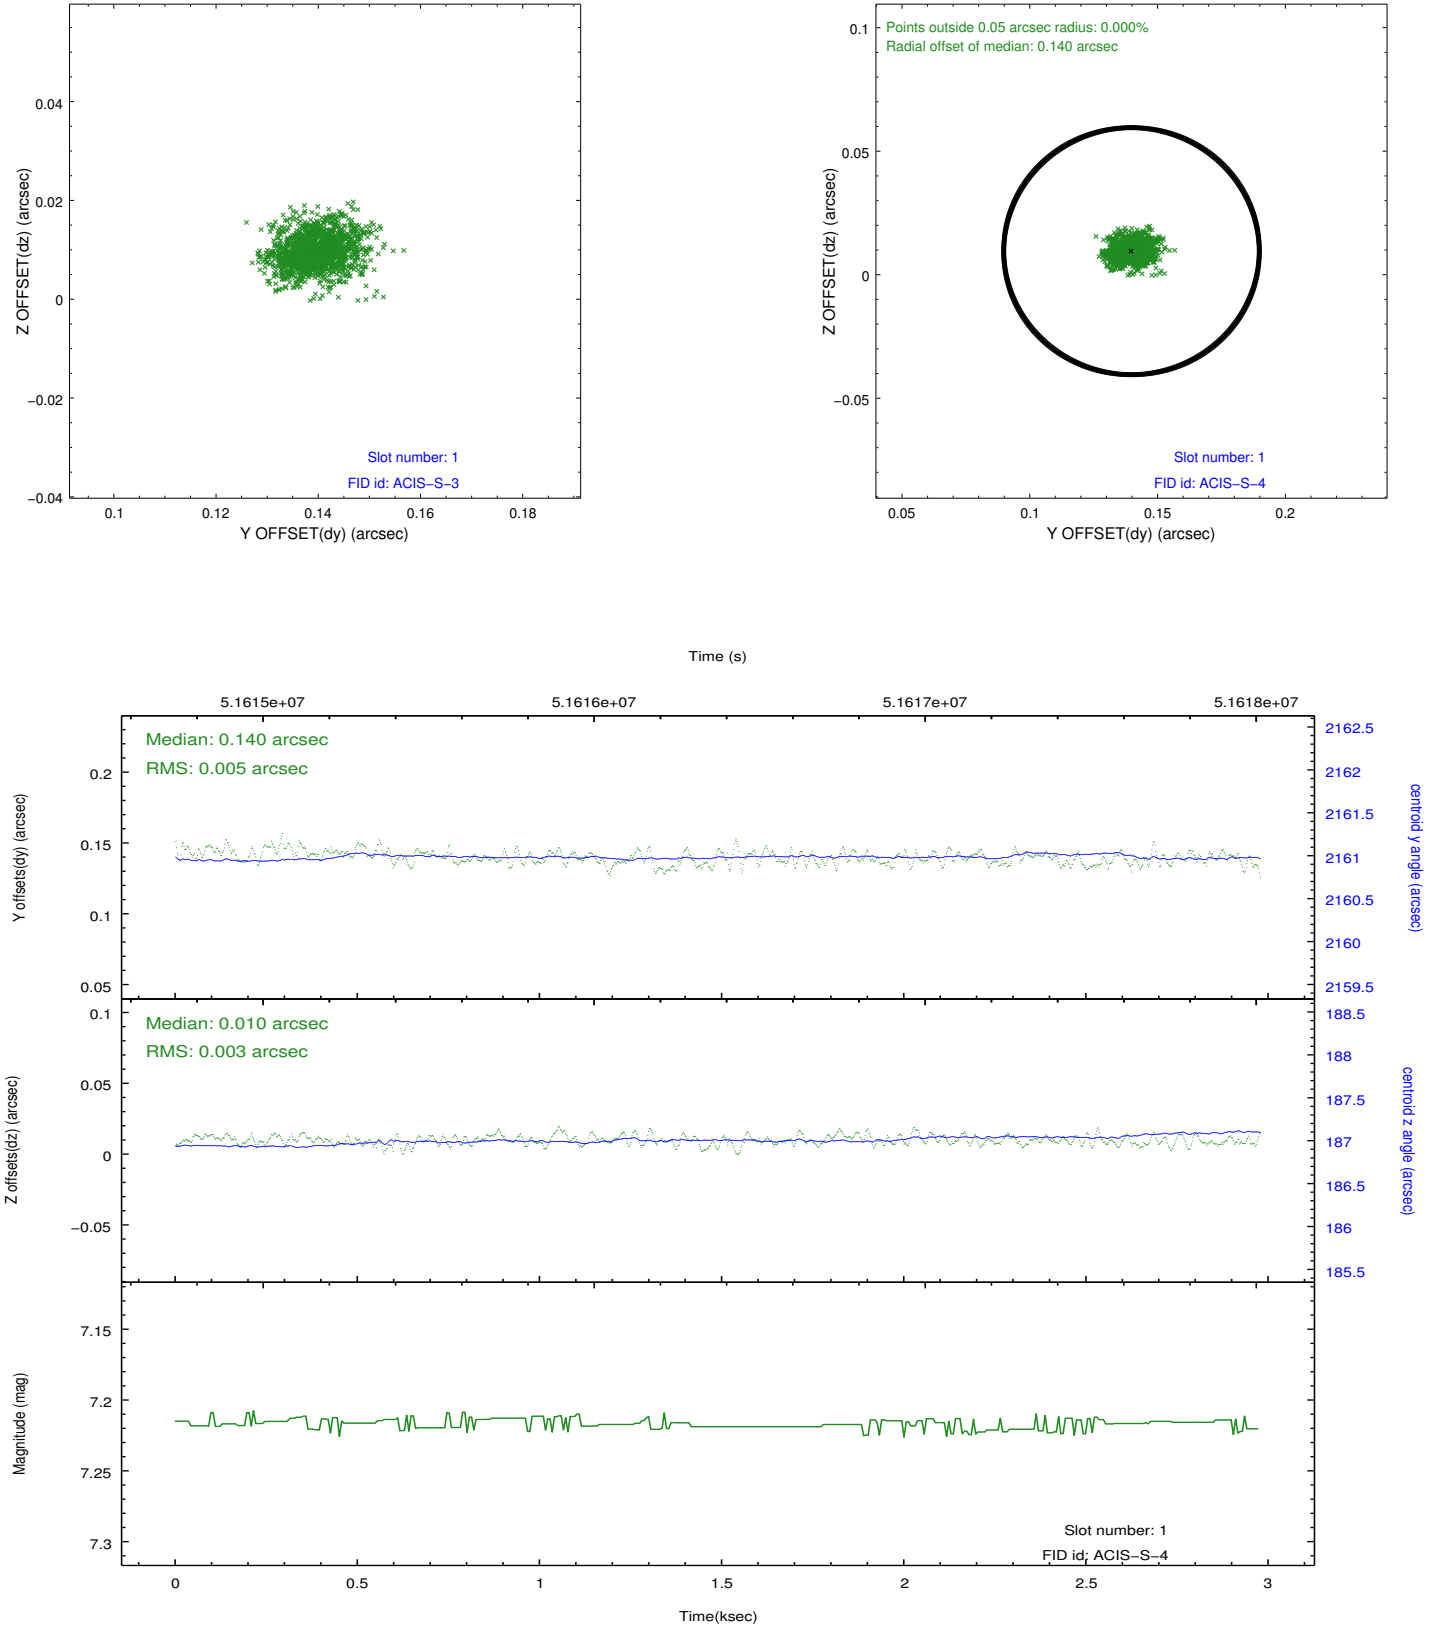 0.04
0.02
0
−0.02
−0.04
0.1
0.12
0.14
0.16
0.18
Z OFFSET(dz) (arcsec)
Y OFFSET(dy) (arcsec)
Slot number: 1
FID id: ACIS−S−3
Points outside 0.05 arcsec radius: 0.000%
Radial offset of median: 0.140 arcsec
0.1
0.05
0
−0.05
0.05
0.1
0.15
0.2
Z OFFSET(dz) (arcsec)
Y OFFSET(dy) (arcsec)
Slot number: 1
FID id: ACIS−S−4
Time (s)
5.1615e+07
5.1616e+07
5.1617e+07
5.1618e+07
Median: 0.140 arcsec
RMS: 0.005 arcsec
0.2
0.15
0.1
0.05
Y offsets(dy) (arcsec)
2162.5
2162
2161.5
2161
2160.5
2160
2159.5
centroid y angle (arcsec)
Median: 0.010 arcsec
RMS: 0.003 arcsec
0.1
0.05
0
−0.05
Z offsets(dz) (arcsec)
188.5
188
187.5
187
186.5
186
185.5
centroid z angle (arcsec)
7.15
7.2
7.25
7.3
Magnitude (mag)
Slot number: 1
FID id: ACIS−S−4
0
0.5
1
1.5
2
2.5
3
Time(ksec)